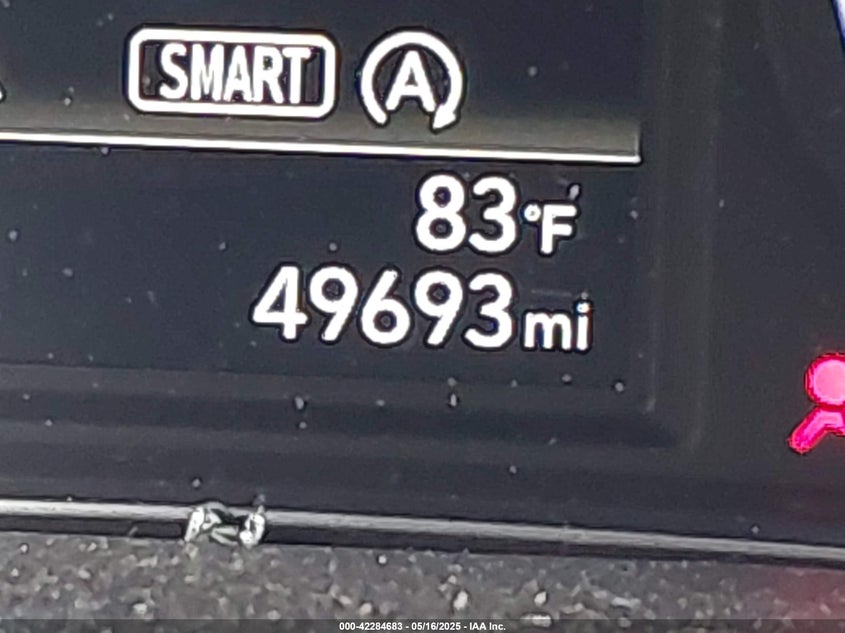 SMART A
83°F
49693mi
000-42284683 - 05/16/2025 - IAA Inc.